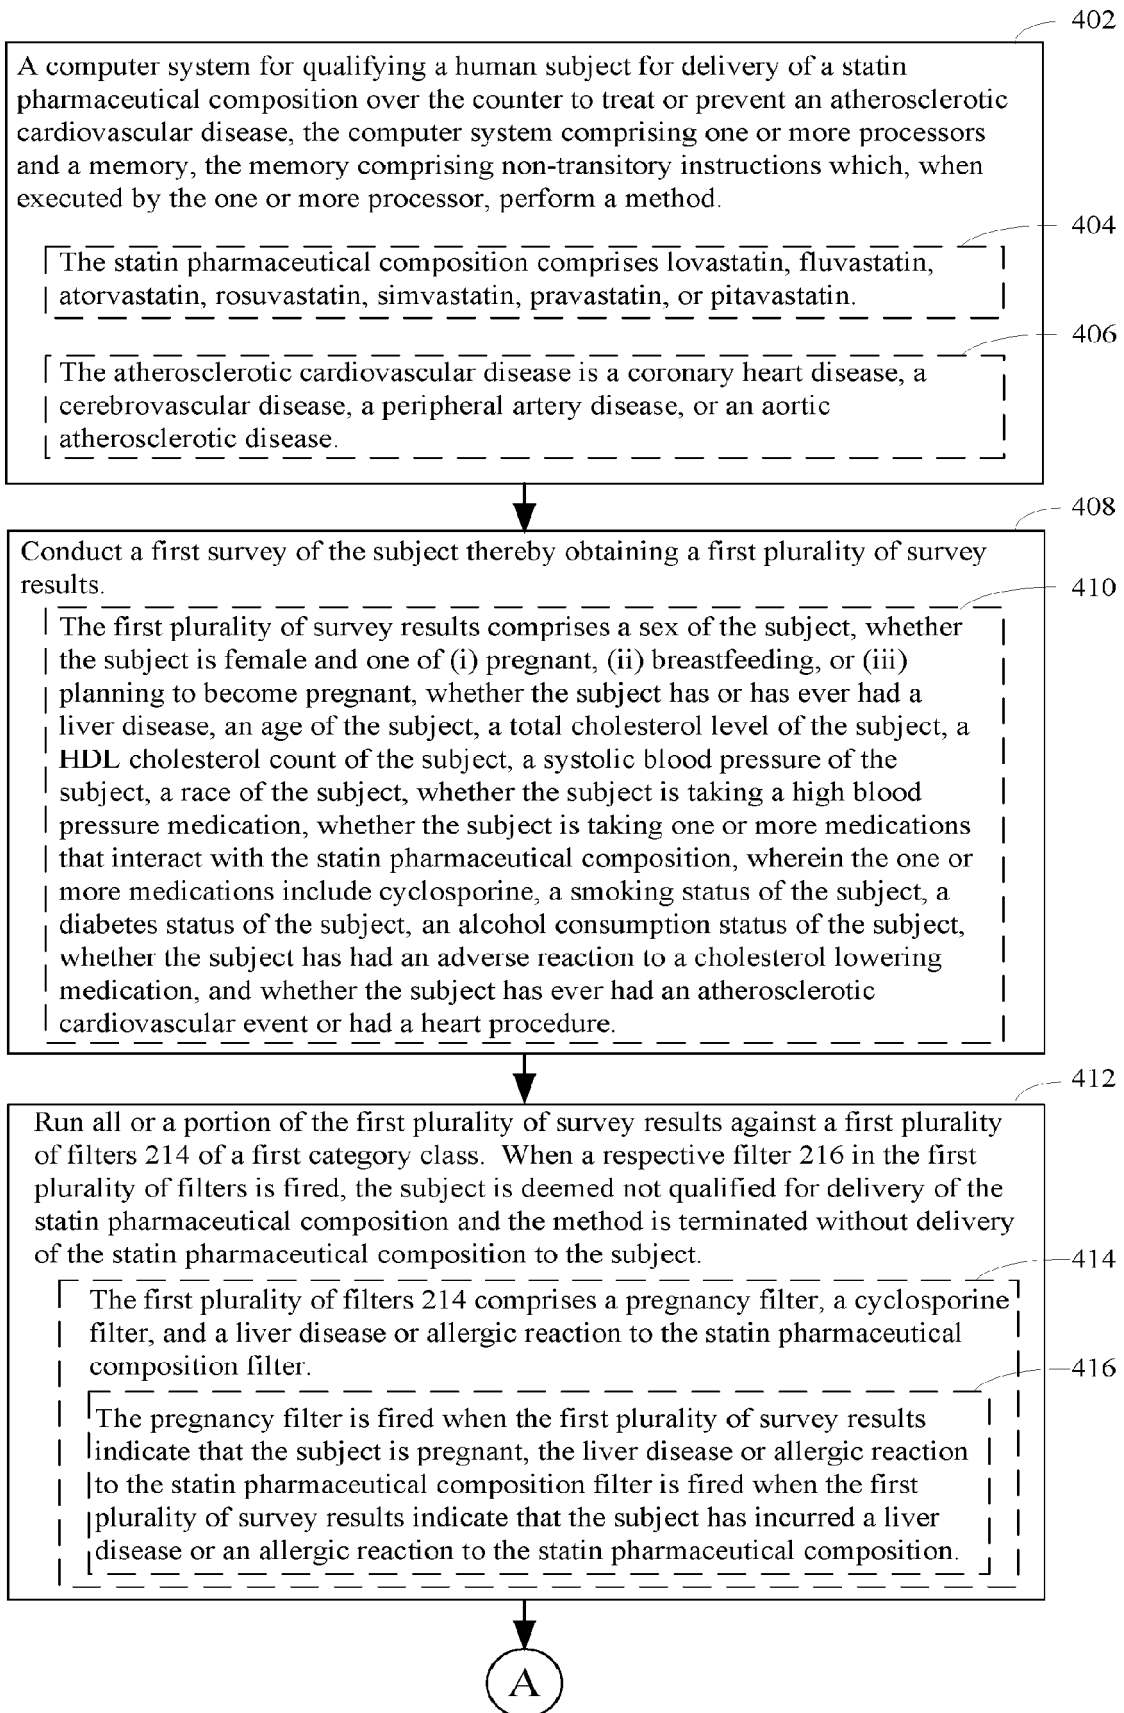 402
A computer system for qualifying a human subject for delivery of a statin
pharmaceutical composition over the counter to treat or prevent an atherosclerotic
cardiovascular disease, the computer system comprising one or more processors
and a memory, the memory comprising non-transitory instructions which, when
executed by the one or more processor, perform a method.
404
The statin pharmaceutical composition comprises lovastatin, fluvastatin,
atorvastatin, rosuvastatin, simvastatin, pravastatin, or pitavastatin.
406
The atherosclerotic cardiovascular disease is a coronary heart disease, a
cerebrovascular disease, a peripheral artery disease, or an aortic
atherosclerotic disease.
408
Conduct a first survey of the subject thereby obtaining a first plurality of survey
results.
410
The first plurality of survey results comprises a sex of the subject, whether
the subject is female and one of (i) pregnant, (ii) breastfeeding, or (iii)
planning to become pregnant, whether the subject has or has ever had a
liver disease, an age of the subject, a total cholesterol level of the subject, a
HDL cholesterol count of the subject, a systolic blood pressure of the
subject, a race of the subject, whether the subject is taking a high blood
pressure medication, whether the subject is taking one or more medications
that interact with the statin pharmaceutical composition, wherein the one or
more medications include cyclosporine, a smoking status of the subject, a
diabetes status of the subject, an alcohol consumption status of the subject,
whether the subject has had an adverse reaction to a cholesterol lowering
medication, and whether the subject has ever had an atherosclerotic
cardiovascular event or had a heart procedure.
412
Run all or a portion of the first plurality of survey results against a first plurality
of filters 214 of a first category class. When a respective filter 216 in the first
plurality of filters is fired, the subject is deemed not qualified for delivery of the
statin pharmaceutical composition and the method is terminated without delivery
of the statin pharmaceutical composition to the subject.
414
The first plurality of filters 214 comprises a pregnancy filter, a cyclosporine
filter, and a liver disease or allergic reaction to the statin pharmaceutical
composition filter.
416
The pregnancy filter is fired when the first plurality of survey results
indicate that the subject is pregnant, the liver disease or allergic reaction
to the statin pharmaceutical composition filter is fired when the first
plurality of survey results indicate that the subject has incurred a liver
disease or an allergic reaction to the statin pharmaceutical composition.
A